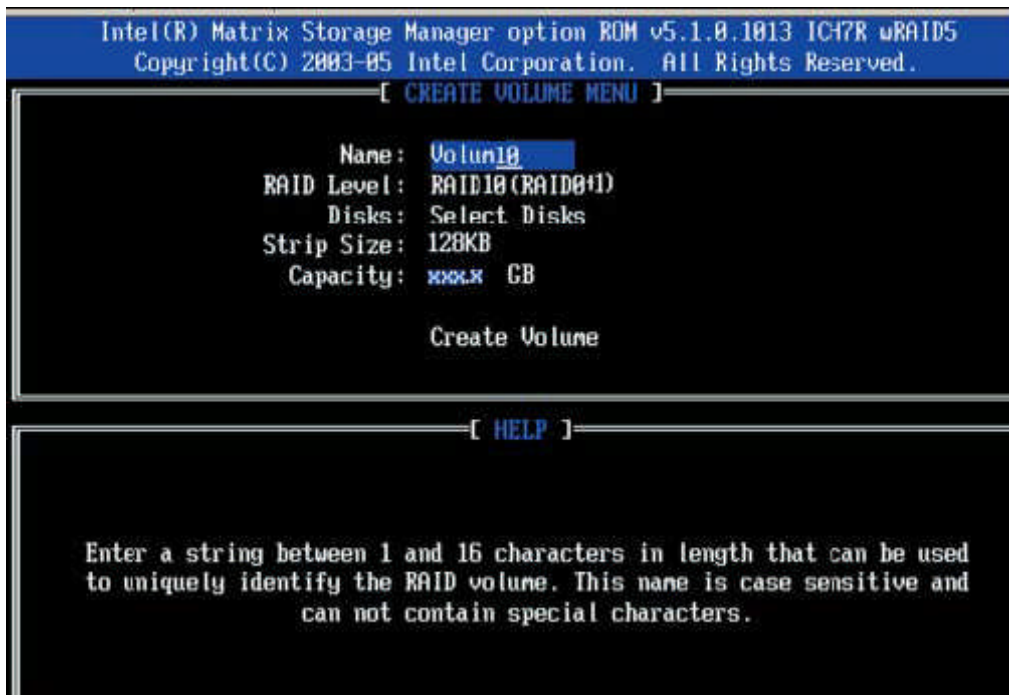 Intel(R) Matrix Storage Manager option ROM v5.1.0.1013 ICH7R wRAID5
Copyright(C) 2003-05 Intel Corporation. All Rights Reserved.
[ CREATE VOLUME MENU ]
Name: Volum10
RAID Level: RAID10(RAID0+1)
Disks: Select Disks
Strip Size: 128KB
Capacity: xxx.x GB
Create Volume
[ HELP ]
Enter a string between 1 and 16 characters in length that can be used
to uniquely identify the RAID volume. This name is case sensitive and
can not contain special characters.